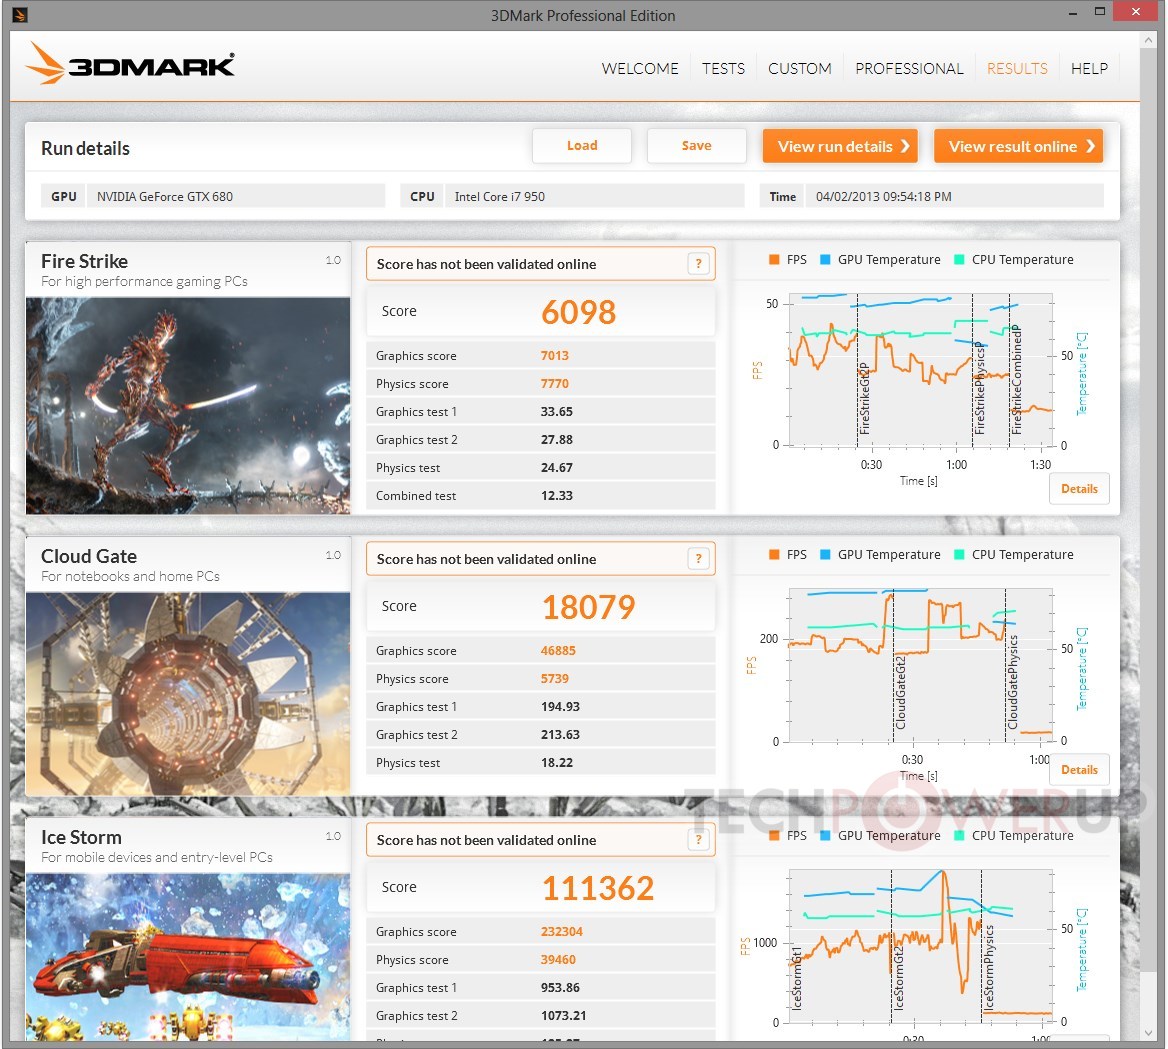 3DMark Professional Edition
3DMARK
WELCOME TESTS CUSTOM PROFESSIONAL RESULTS HELP
Run details
Load
Save
View run details
View result online
GPU NVIDIA GeForce GTX 680
CPU Intel Core i7 950
Time 04/02/2013 09:54:18 PM
Fire Strike 1.0
For high performance gaming PCs
Score has not been validated online ?
Score 6098
Graphics score 7013
Physics score 7770
Graphics test 1 33.65
Graphics test 2 27.88
Physics test 24.67
Combined test 12.33
FPS GPU Temperature CPU Temperature
50
0
FPS
FireStrikeGt2P
FireStrikePhysicsP
FireStrikeCombinedP
50
0
Temperature [°C]
0:30 1:00 1:30
Time [s]
Details
Cloud Gate 1.0
For notebooks and home PCs
Score has not been validated online ?
Score 18079
Graphics score 46885
Physics score 5739
Graphics test 1 194.93
Graphics test 2 213.63
Physics test 18.22
FPS GPU Temperature CPU Temperature
200
0
FPS
CloudGateGt2
CloudGatePhysics
50
0
Temperature [°C]
0:30 1:00
Time [s]
Details
TECHPOWERUP
Ice Storm 1.0
For mobile devices and entry-level PCs
Score has not been validated online ?
Score 111362
Graphics score 232304
Physics score 39460
Graphics test 1 953.86
Graphics test 2 1073.21
FPS GPU Temperature CPU Temperature
1000
0
FPS
IceStormGt1
IceStormGt2
IceStormPhysics
50
0
Temperature [°C]